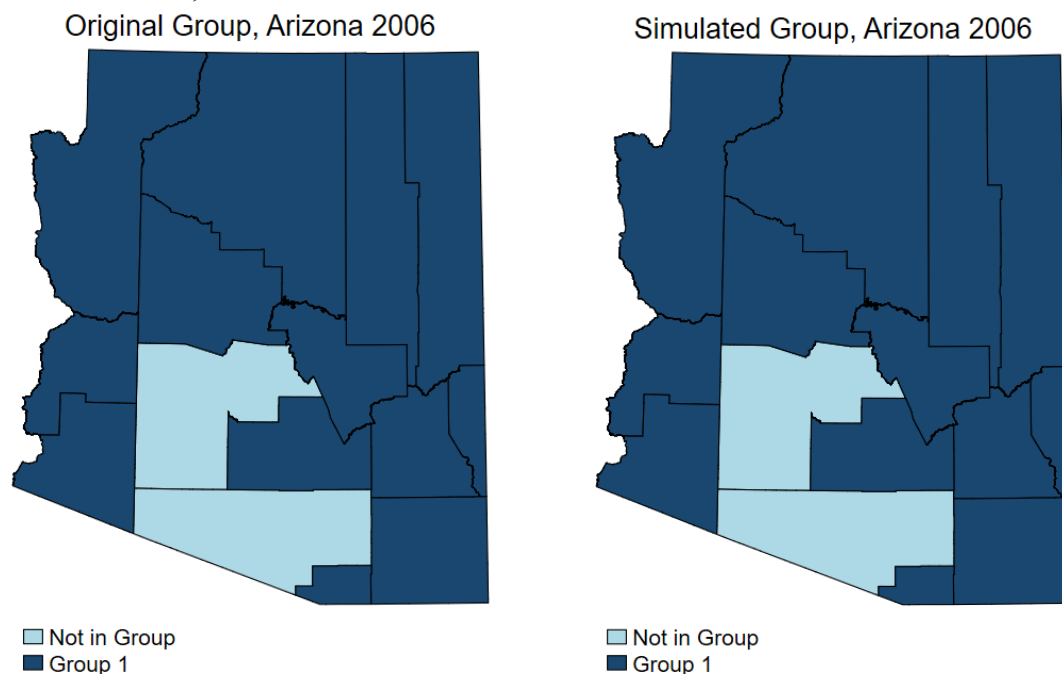 Original Group, Arizona 2006
Simulated Group, Arizona 2006
Not in Group
Group 1
Not in Group
Group 1